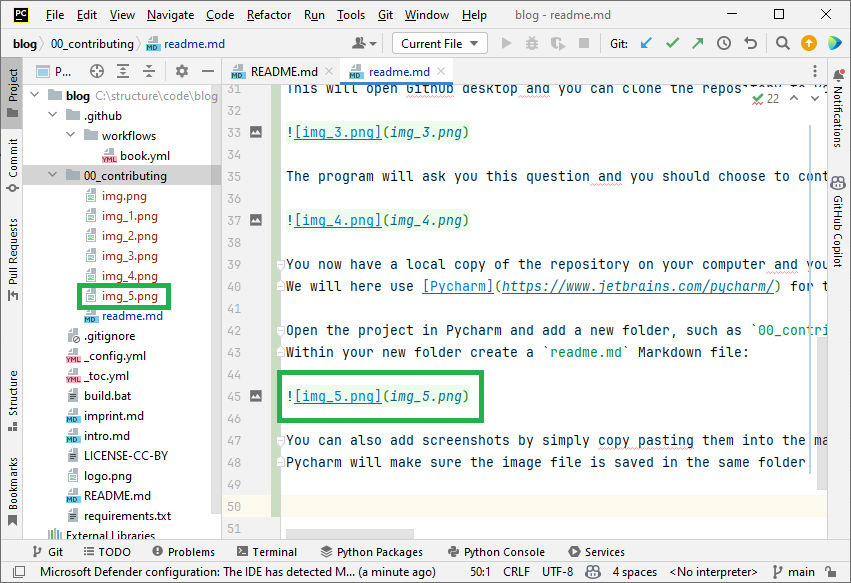 PC File Edit View Navigate Code Refactor Run Tools Git Window Help blog - readme.md
blog 00_contributing readme.md Current File Git:
Project
Commit
Pull Requests
Structure
Bookmarks
P...
blog C:\structure\code\blog
.github
workflows
book.yml
00_contributing
img.png
img_1.png
img_2.png
img_3.png
img_4.png
img_5.png
readme.md
.gitignore
_config.yml
_toc.yml
build.bat
imprint.md
intro.md
LICENSE-CC-BY
logo.png
README.md
requirements.txt
External Libraries
README.md readme.md
22
31 This will open GitHub desktop and you can clone the repository to
32
33 ![img_3.png](img_3.png)
34
35 The program will ask you this question and you should choose to cont
36
37 ![img_4.png](img_4.png)
38
39 You now have a local copy of the repository on your computer and you
40 We will here use [Pycharm](https://www.jetbrains.com/pycharm/) for t
41
42 Open the project in Pycharm and add a new folder, such as `00_contri
43 Within your new folder create a `readme.md` Markdown file:
44
45 ![img_5.png](img_5.png)
46
47 You can also add screenshots by simply copy pasting them into the ma
48 Pycharm will make sure the image file is saved in the same folder
49
50
51
Notifications
GitHub Copilot
Git TODO Problems Terminal Python Packages Python Console Services
Microsoft Defender configuration: The IDE has detected M... (a minute ago) 50:1 CRLF UTF-8 4 spaces <No interpreter> main